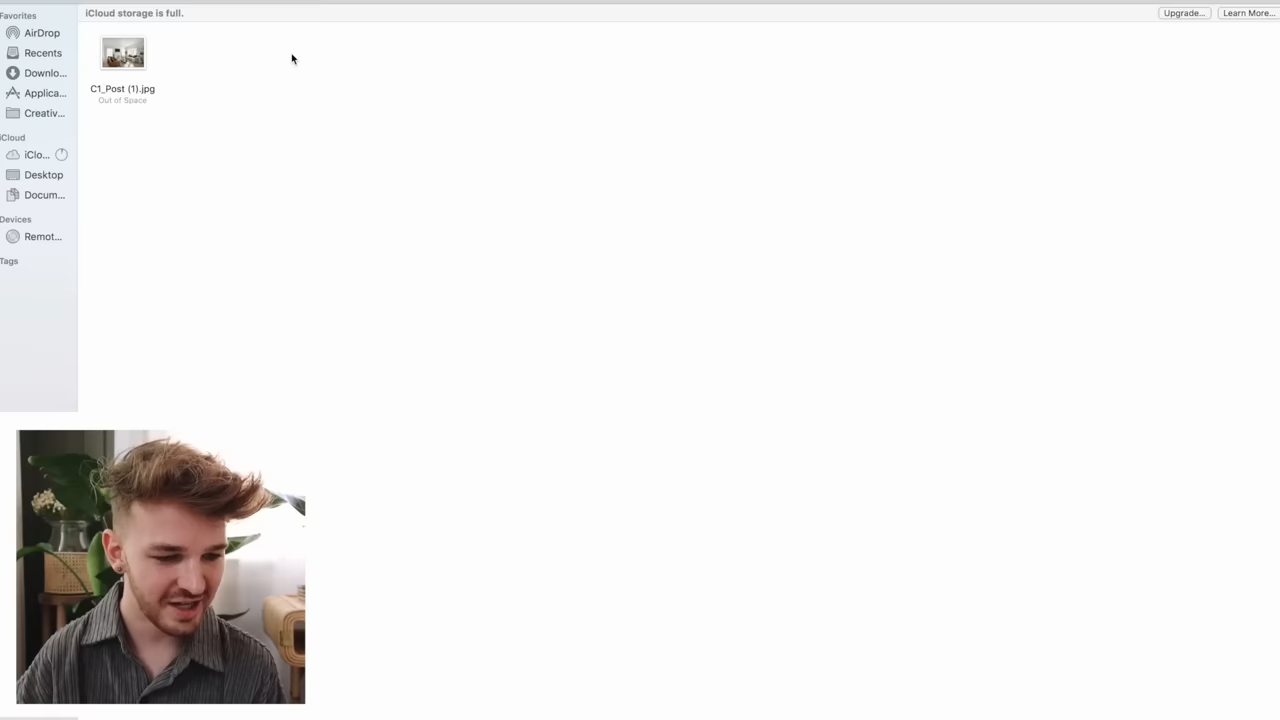 Favorites
AirDrop
Recents
Downlo...
Applica...
Creativ...
iCloud
iClo...
Desktop
Docum...
Devices
Remot...
Tags
iCloud storage is full.
Upgrade...
Learn More...
C1_Post (1).jpg
Out of Space